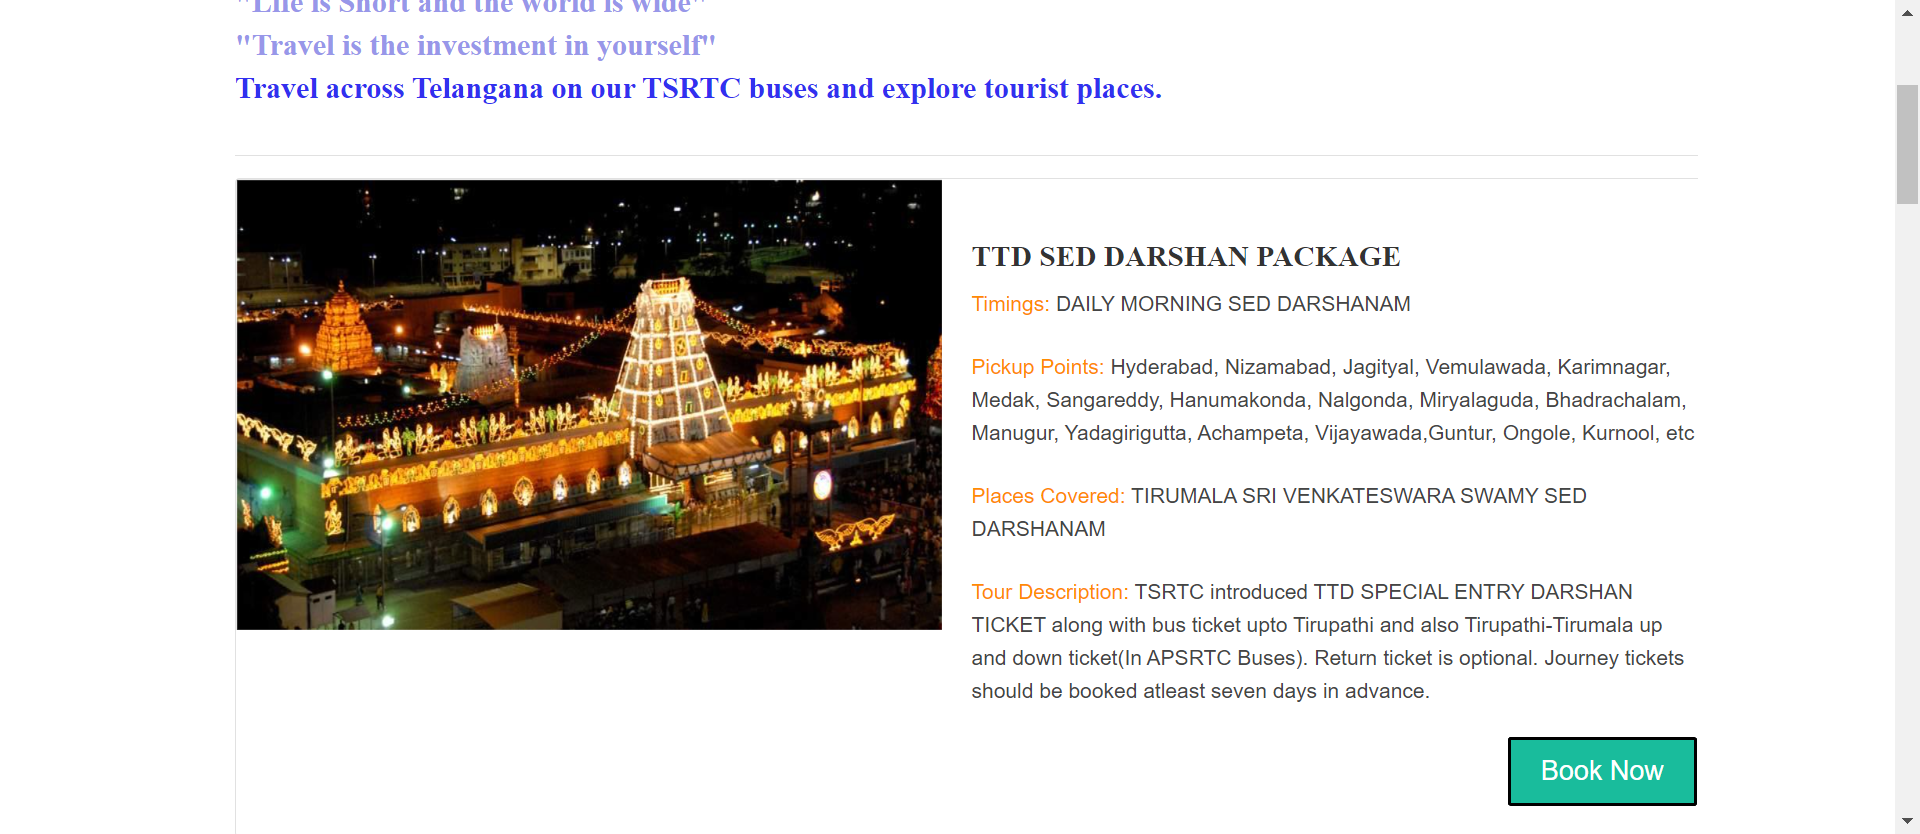 "Life is Short and the world is wide"
"Travel is the investment in yourself"
Travel across Telangana on our TSRTC buses and explore tourist places.
TTD SED DARSHAN PACKAGE
Timings: DAILY MORNING SED DARSHANAM
Pickup Points: Hyderabad, Nizamabad, Jagityal, Vemulawada, Karimnagar,
Medak, Sangareddy, Hanumakonda, Nalgonda, Miryalaguda, Bhadrachalam,
Manugur, Yadagirigutta, Achampeta, Vijayawada,Guntur, Ongole, Kurnool, etc
Places Covered: TIRUMALA SRI VENKATESWARA SWAMY SED
DARSHANAM
Tour Description: TSRTC introduced TTD SPECIAL ENTRY DARSHAN
TICKET along with bus ticket upto Tirupathi and also Tirupathi-Tirumala up
and down ticket(In APSRTC Buses). Return ticket is optional. Journey tickets
should be booked atleast seven days in advance.
Book Now